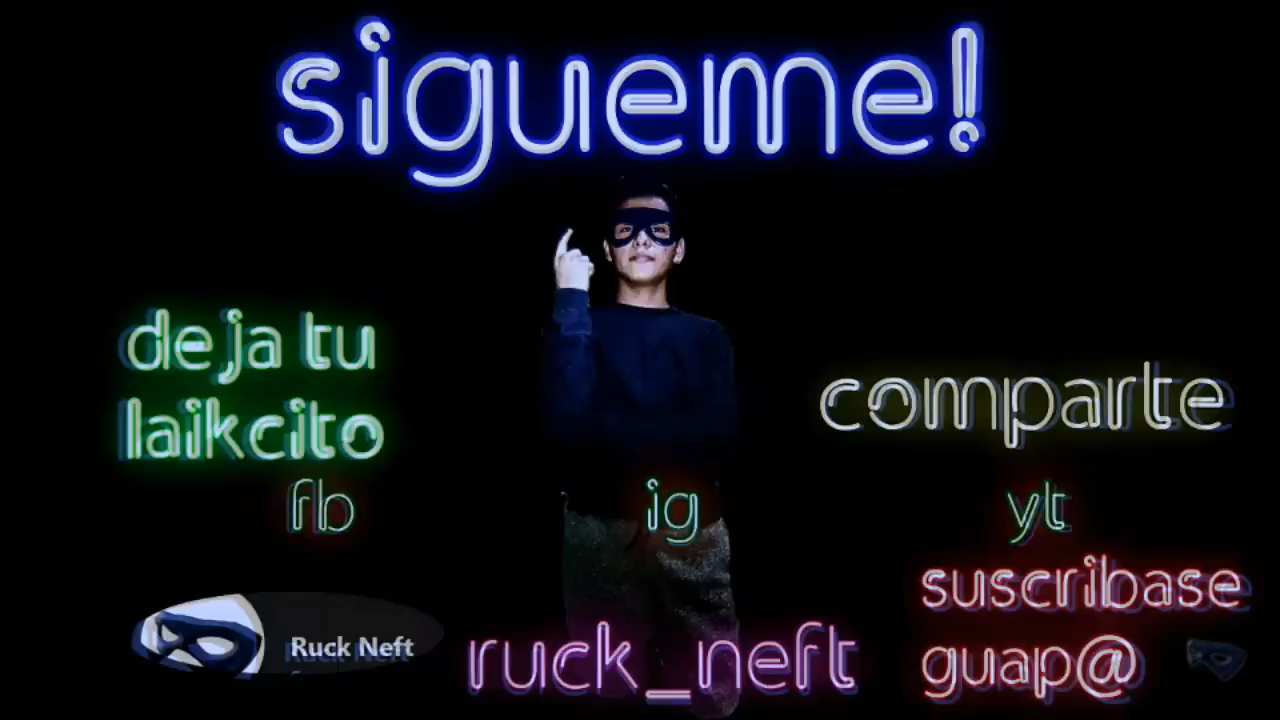 sigueme!
deja tu
laikcito
comparte
fb
ig
yt
suscribase
guap@
Ruck Neft
ruck_neft